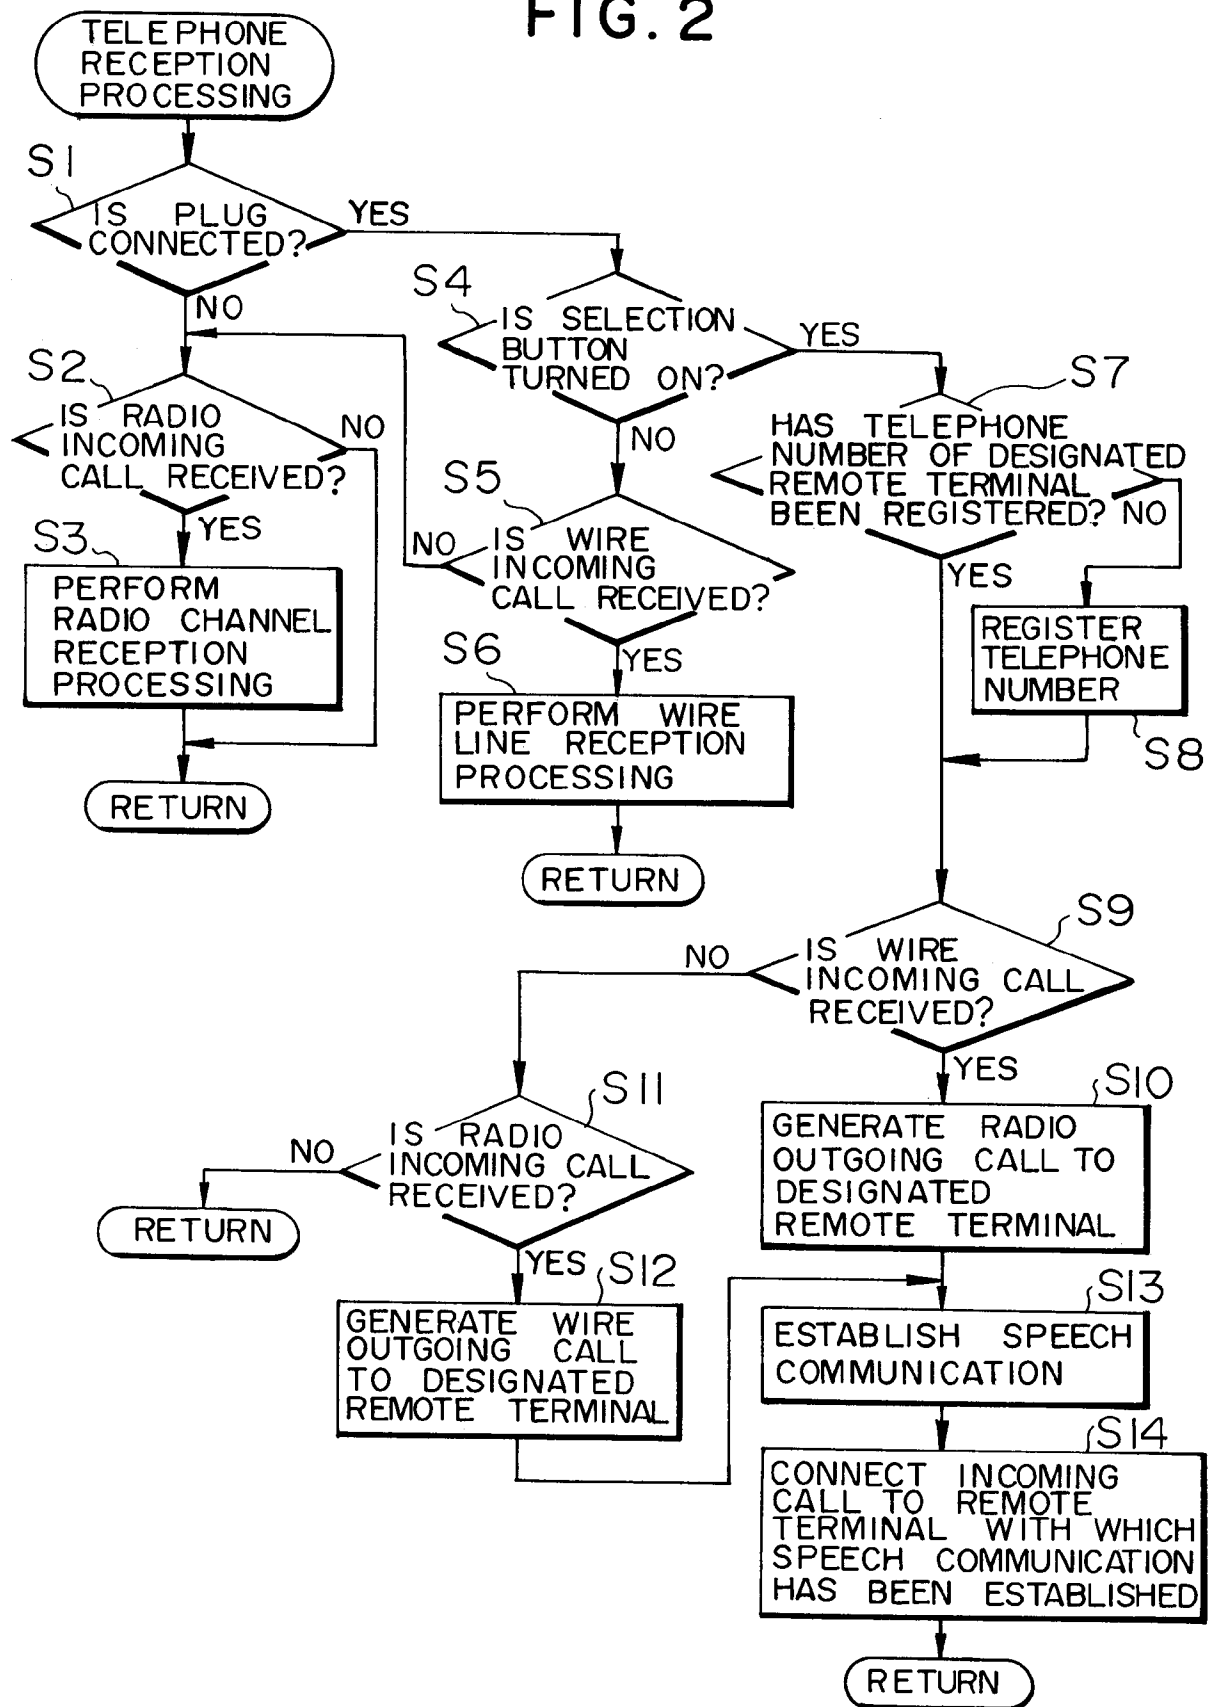 FIG. 2
TELEPHONE
RECEPTION
PROCESSING
S1
IS PLUG
CONNECTED?
YES
NO
S2
IS RADIO
INCOMING
CALL RECEIVED?
NO
YES
S3
PERFORM
RADIO CHANNEL
RECEPTION
PROCESSING
RETURN
S4
IS SELECTION
BUTTON
TURNED ON?
YES
NO
S5
NO
IS WIRE
INCOMING
CALL RECEIVED?
YES
S6
PERFORM WIRE
LINE RECEPTION
PROCESSING
RETURN
S7
HAS TELEPHONE
NUMBER OF DESIGNATED
REMOTE TERMINAL
BEEN REGISTERED? NO
YES
REGISTER
TELEPHONE
NUMBER
S8
S9
NO
IS WIRE
INCOMING CALL
RECEIVED?
YES
S10
GENERATE RADIO
OUTGOING CALL TO
DESIGNATED
REMOTE TERMINAL
S11
NO
IS RADIO
INCOMING CALL
RECEIVED?
RETURN
YES
S12
GENERATE WIRE
OUTGOING CALL
TO DESIGNATED
REMOTE TERMINAL
S13
ESTABLISH SPEECH
COMMUNICATION
S14
CONNECT INCOMING
CALL TO REMOTE
TERMINAL WITH WHICH
SPEECH COMMUNICATION
HAS BEEN ESTABLISHED
RETURN